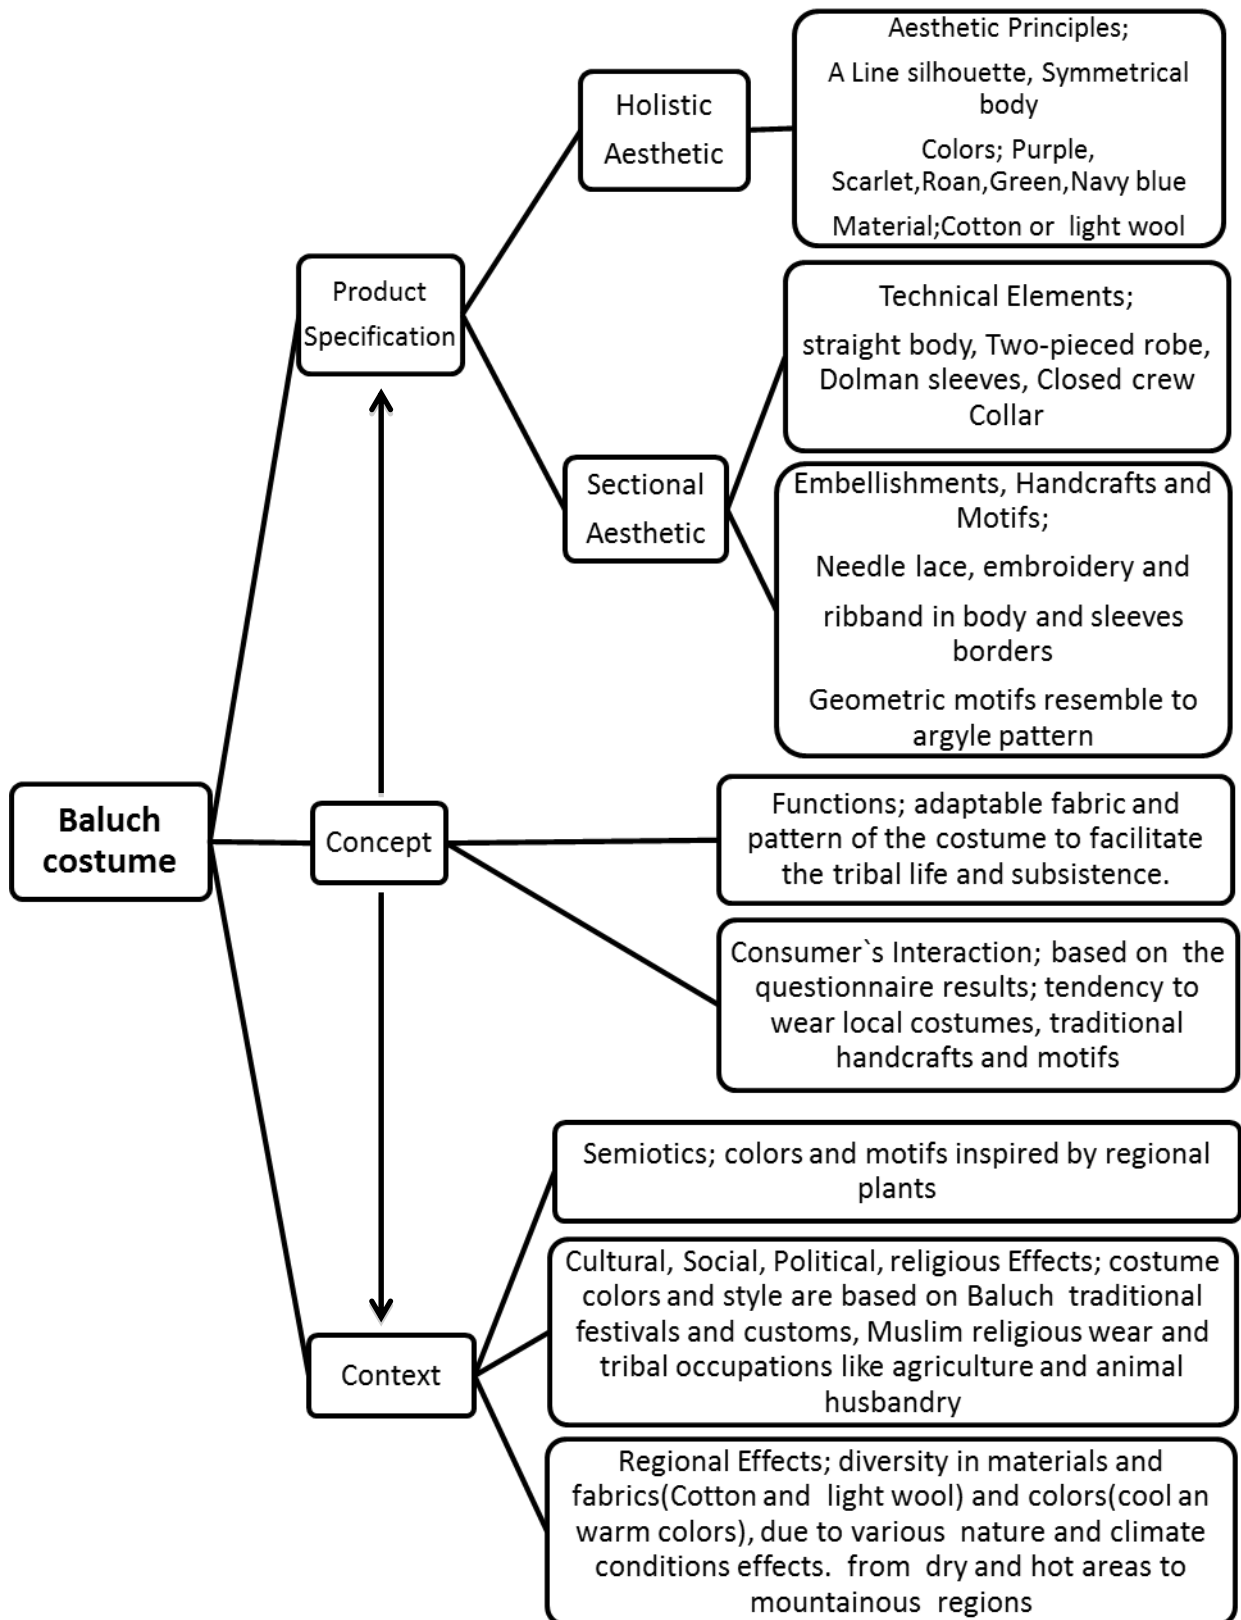 Baluch
costume
Product
Specification
Concept
Context
Holistic
Aesthetic
Sectional
Aesthetic
Aesthetic Principles;
A Line silhouette, Symmetrical
body
Colors; Purple,
Scarlet,Roan,Green,Navy blue
Material;Cotton or light wool
Technical Elements;
straight body, Two-pieced robe,
Dolman sleeves, Closed crew
Collar
Embellishments, Handcrafts and
Motifs;
Needle lace, embroidery and
ribband in body and sleeves
borders
Geometric motifs resemble to
argyle pattern
Functions; adaptable fabric and
pattern of the costume to facilitate
the tribal life and subsistence.
Consumer`s Interaction; based on the
questionnaire results; tendency to
wear local costumes, traditional
handcrafts and motifs
Semiotics; colors and motifs inspired by regional
plants
Cultural, Social, Political, religious Effects; costume
colors and style are based on Baluch traditional
festivals and customs, Muslim religious wear and
tribal occupations like agriculture and animal
husbandry
Regional Effects; diversity in materials and
fabrics(Cotton and light wool) and colors(cool an
warm colors), due to various nature and climate
conditions effects. from dry and hot areas to
mountainous regions